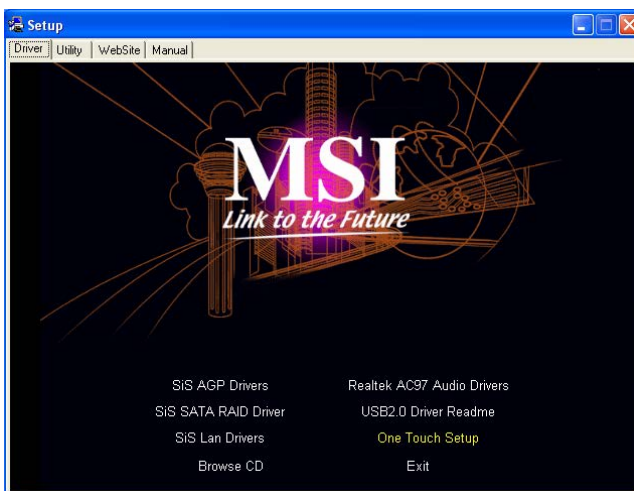 Setup
Driver Utility WebSite Manual
MSI
Link to the Future
SiS AGP Drivers
Realtek AC97 Audio Drivers
SiS SATA RAID Driver
USB2.0 Driver Readme
SiS Lan Drivers
One Touch Setup
Browse CD
Exit